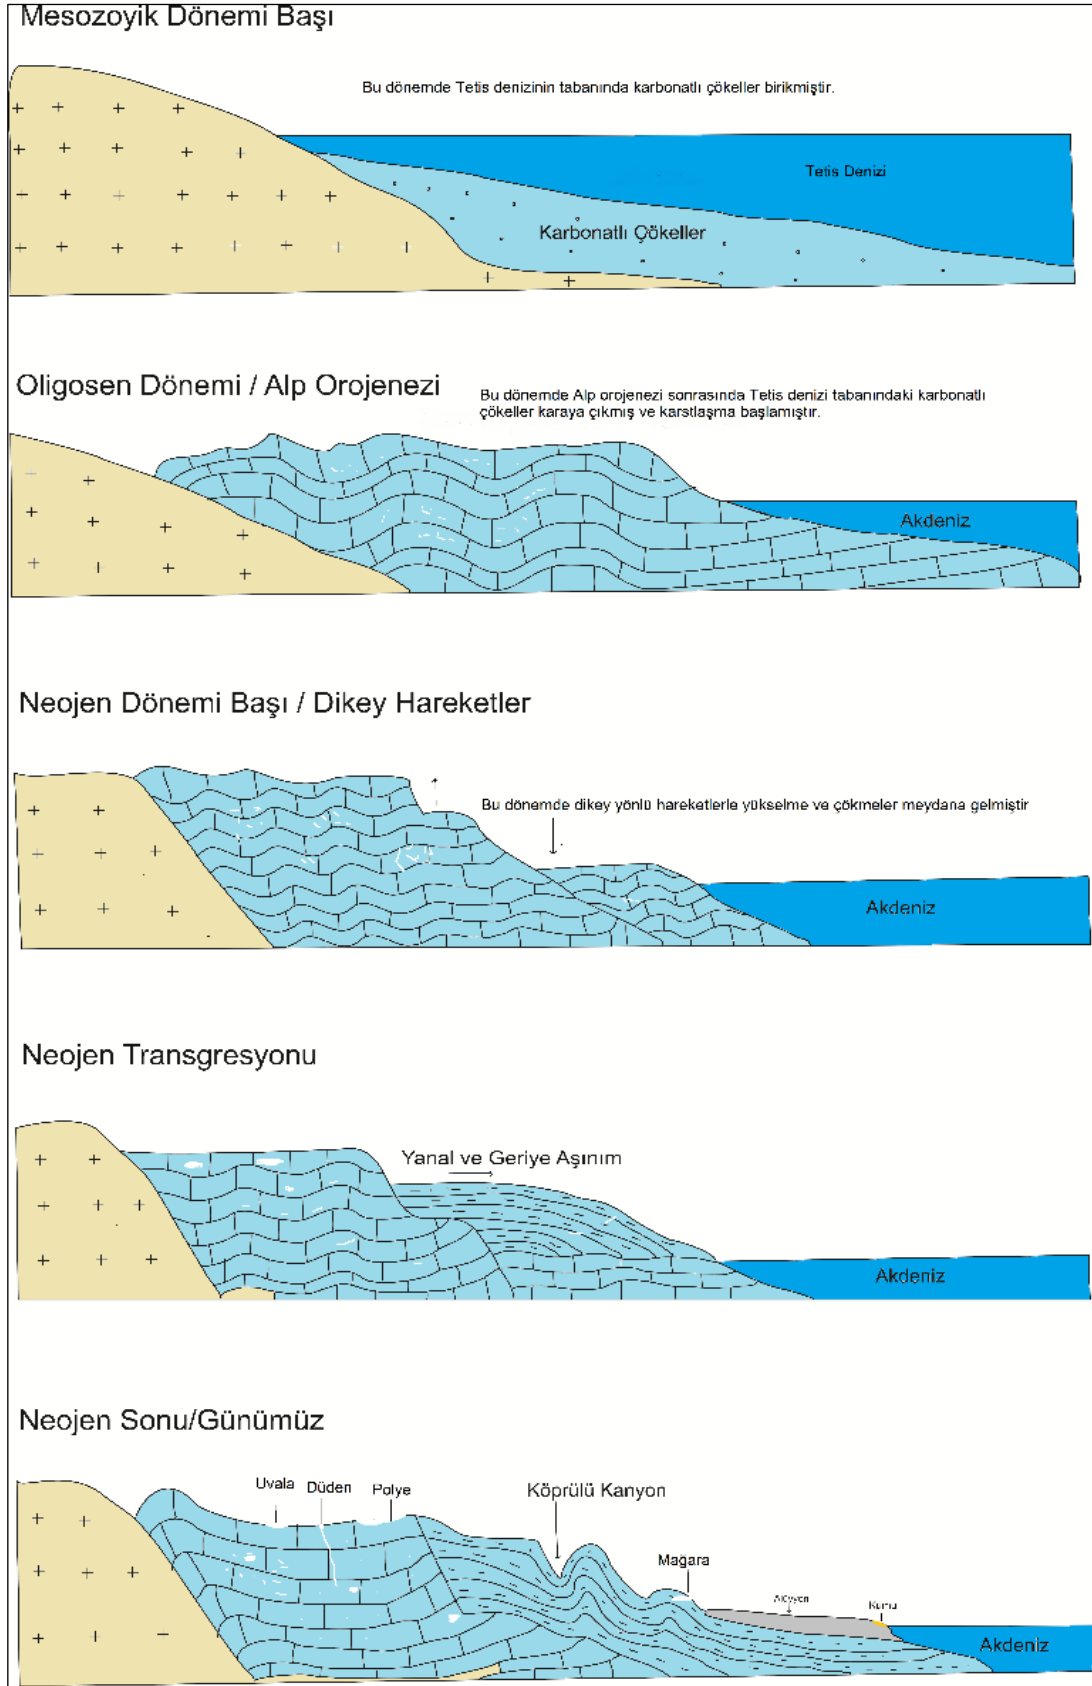 Mesozoyik Dönemi Başı
Bu dönemde Tetis denizinin tabanında karbonatlı çökeller birikmiştir.
Tetis Denizi
Karbonatlı Çökeller
Oligosen Dönemi / Alp Orojenezi
Bu dönemde Alp orojenezi sonrasında Tetis denizi tabanındaki karbonatlı
çökeller karaya çıkmış ve karstlaşma başlamıştır.
Akdeniz
Neojen Dönemi Başı / Dikey Hareketler
Bu dönemde dikey yönlü hareketlerle yükselme ve çökmeler meydana gelmiştir
Akdeniz
Neojen Transgresyonu
Yanal ve Geriye Aşınım
Akdeniz
Neojen Sonu/Günümüz
Uvala
Düden
Polye
Köprülü Kanyon
Mağara
Alüvyon
Kumul
Akdeniz